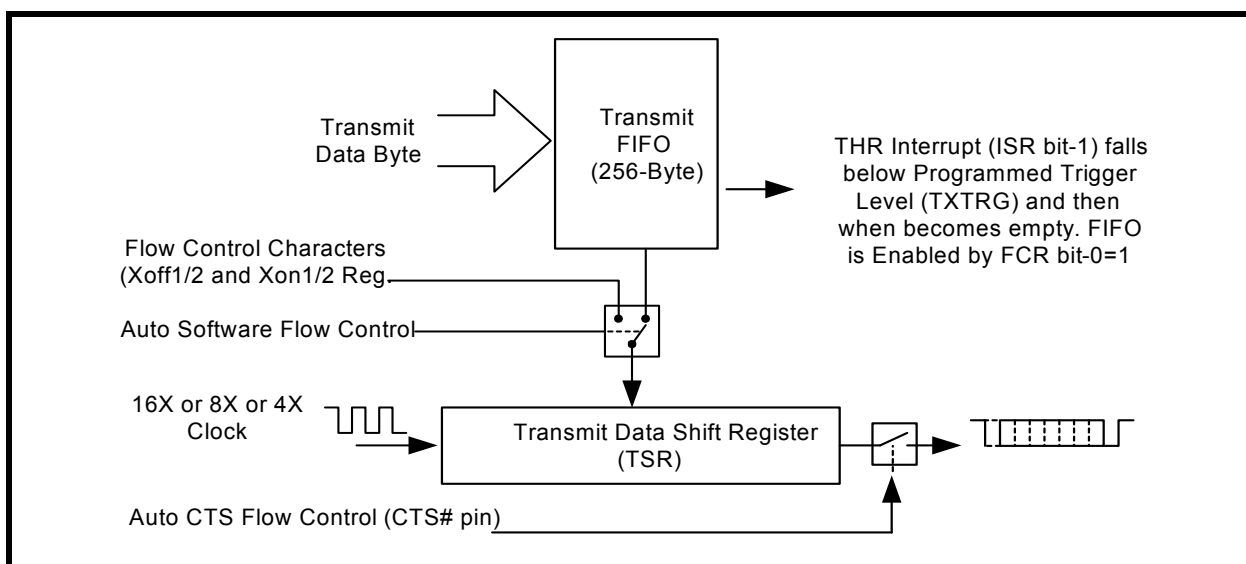 Transmit
Data Byte
Transmit
FIFO
(256-Byte)
THR Interrupt (ISR bit-1) falls
below Programmed Trigger
Level (TXTRG) and then
when becomes empty. FIFO
is Enabled by FCR bit-0=1
Flow Control Characters
(Xoff1/2 and Xon1/2 Reg.
Auto Software Flow Control
16X or 8X or 4X
Clock
Transmit Data Shift Register
(TSR)
Auto CTS Flow Control (CTS# pin)